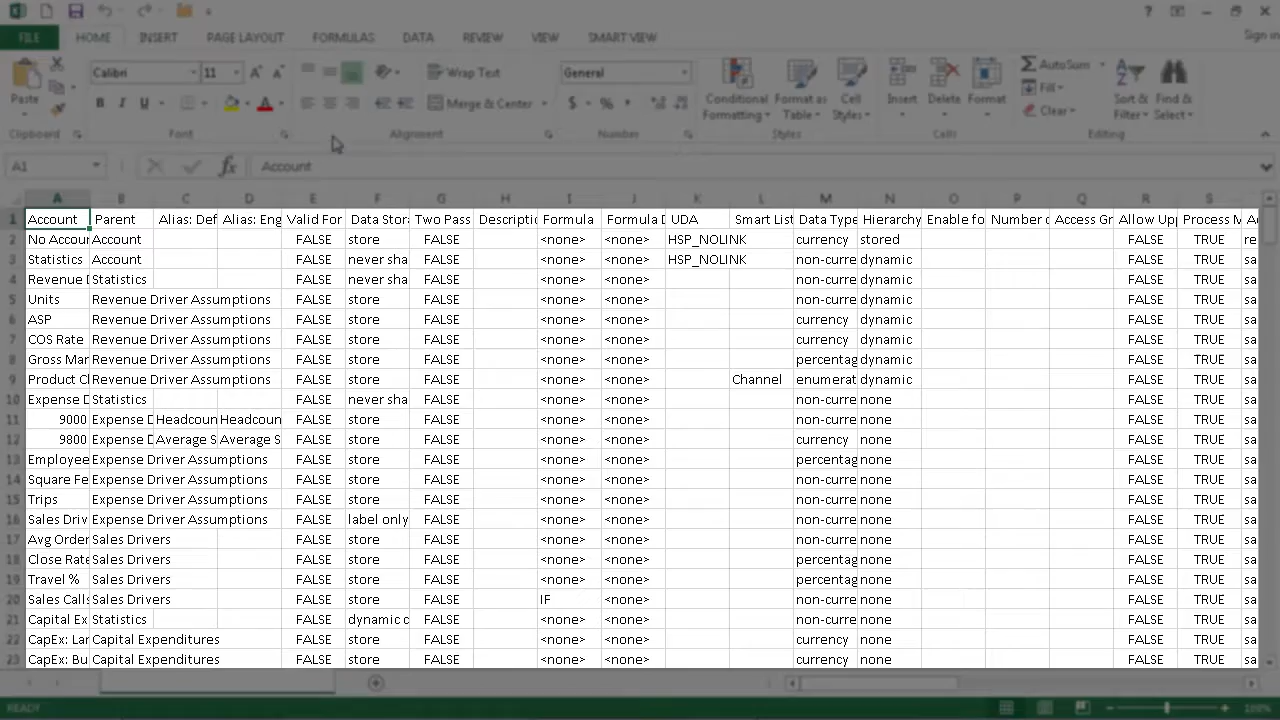 FILE HOME INSERT PAGE LAYOUT FORMULAS DATA REVIEW VIEW SMART VIEW Sign in
Calibri 11 Wrap Text General AutoSum
Paste B I U Merge & Center $ % Conditional Formatting Format as Table Cell Styles Insert Delete Format Fill Clear Sort & Filter Find & Select
Clipboard Font Alignment Number Styles Cells Editing
A1 fx Account
A B C D E F G H I J K L M N O P Q R S
1 Account Parent Alias: Def Alias: Eng Valid For Data Stor Two Pass Descripti Formula Formula D UDA Smart List Data Type Hierarchy Enable fo Number o Access Gr Allow Upp Process M
2 No Accou Account FALSE store FALSE <none> <none> HSP_NOLINK currency stored FALSE TRUE re
3 Statistics Account FALSE never sha FALSE <none> <none> HSP_NOLINK non-curre dynamic FALSE TRUE sa
4 Revenue D Statistics FALSE never sha FALSE <none> <none> non-curre dynamic FALSE TRUE sa
5 Units Revenue Driver Assumptions FALSE store FALSE <none> <none> non-curre dynamic FALSE TRUE sa
6 ASP Revenue Driver Assumptions FALSE store FALSE <none> <none> currency dynamic FALSE TRUE sa
7 COS Rate Revenue Driver Assumptions FALSE store FALSE <none> <none> currency dynamic FALSE TRUE sa
8 Gross Mar Revenue Driver Assumptions FALSE store FALSE <none> <none> percentag dynamic FALSE TRUE sa
9 Product C Revenue Driver Assumptions FALSE store FALSE <none> <none> Channel enumerat dynamic FALSE TRUE sa
10 Expense D Statistics FALSE never sha FALSE <none> <none> non-curre none FALSE TRUE sa
11 9000 Expense D Headcoun Headcoun FALSE store FALSE <none> <none> non-curre none FALSE TRUE sa
12 9800 Expense D Average S Average S FALSE store FALSE <none> <none> currency none FALSE TRUE sa
13 Employee Expense Driver Assumptions FALSE store FALSE <none> <none> percentag none FALSE TRUE sa
14 Square Fe Expense Driver Assumptions FALSE store FALSE <none> <none> non-curre none FALSE TRUE sa
15 Trips Expense Driver Assumptions FALSE store FALSE <none> <none> non-curre none FALSE TRUE sa
16 Sales Driv Expense Driver Assumptions FALSE label only FALSE <none> <none> non-curre none FALSE TRUE sa
17 Avg Order Sales Drivers FALSE store FALSE <none> <none> non-curre none FALSE TRUE sa
18 Close Rate Sales Drivers FALSE store FALSE <none> <none> percentag none FALSE TRUE sa
19 Travel % Sales Drivers FALSE store FALSE <none> <none> percentag none FALSE TRUE sa
20 Sales Calls Sales Drivers FALSE store FALSE IF <none> non-curre none FALSE TRUE sa
21 Capital Ex Statistics FALSE dynamic c FALSE <none> <none> non-curre none FALSE TRUE sa
22 CapEx: Lan Capital Expenditures FALSE store FALSE <none> <none> currency none FALSE TRUE sa
23 CapEx: Bu Capital Expenditures FALSE store FALSE <none> <none> currency none FALSE TRUE sa
READY